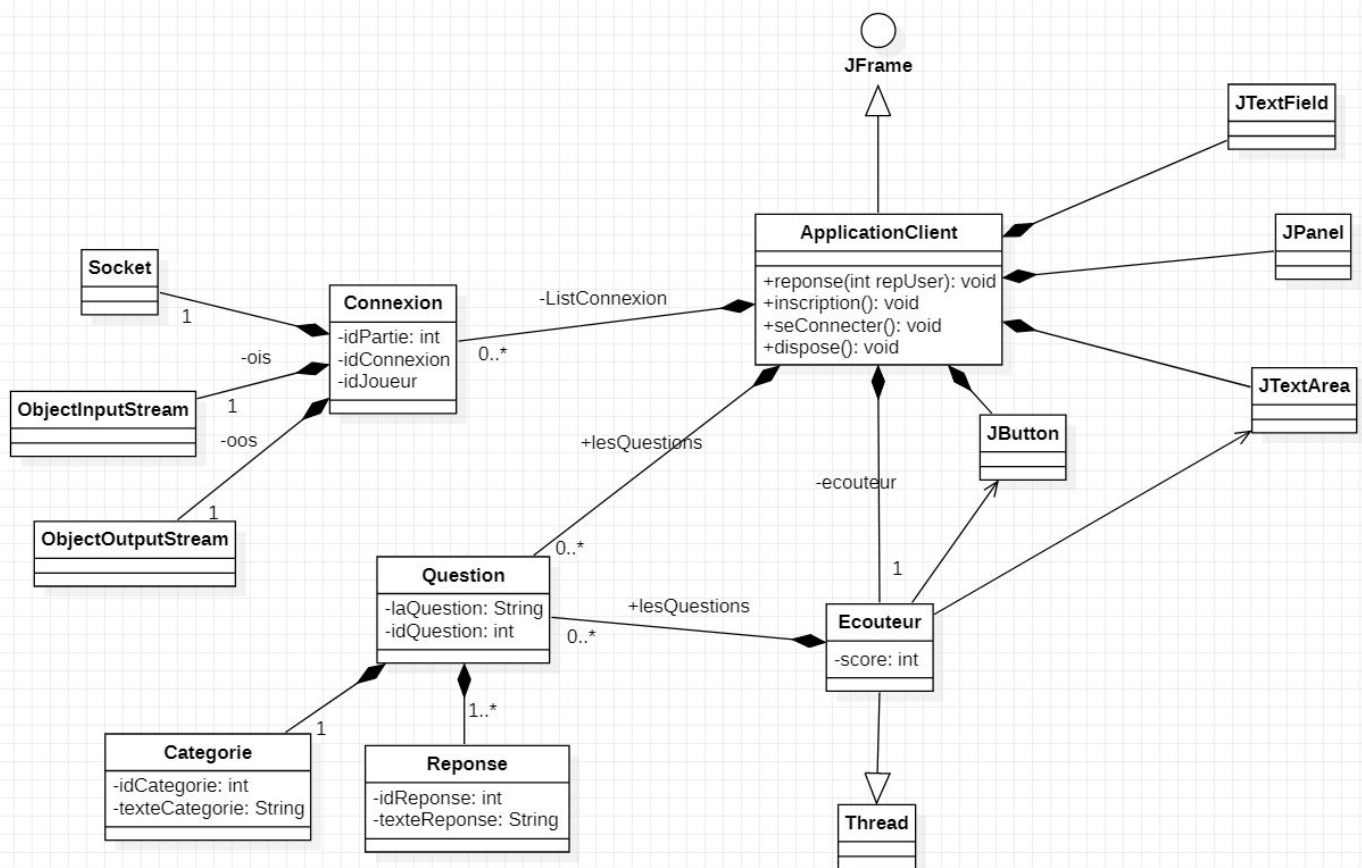 JFrame
JTextField
ApplicationClient
+reponse(int repUser): void
+inscription(): void
+seConnecter(): void
+dispose(): void
JPanel
Socket
1
Connexion
-idPartie: int
-idConnexion
-idJoueur
-ListConnexion
0..*
-ois
ObjectInputStream
1
-oos
JTextArea
JButton
+lesQuestions
-ecouteur
1
ObjectOutputStream
0..*
1
Question
-laQuestion: String
-idQuestion: int
+lesQuestions
0..*
Ecouteur
-score: int
1
1..*
Categorie
-idCategorie: int
-texteCategorie: String
Reponse
-idReponse: int
-texteReponse: String
Thread